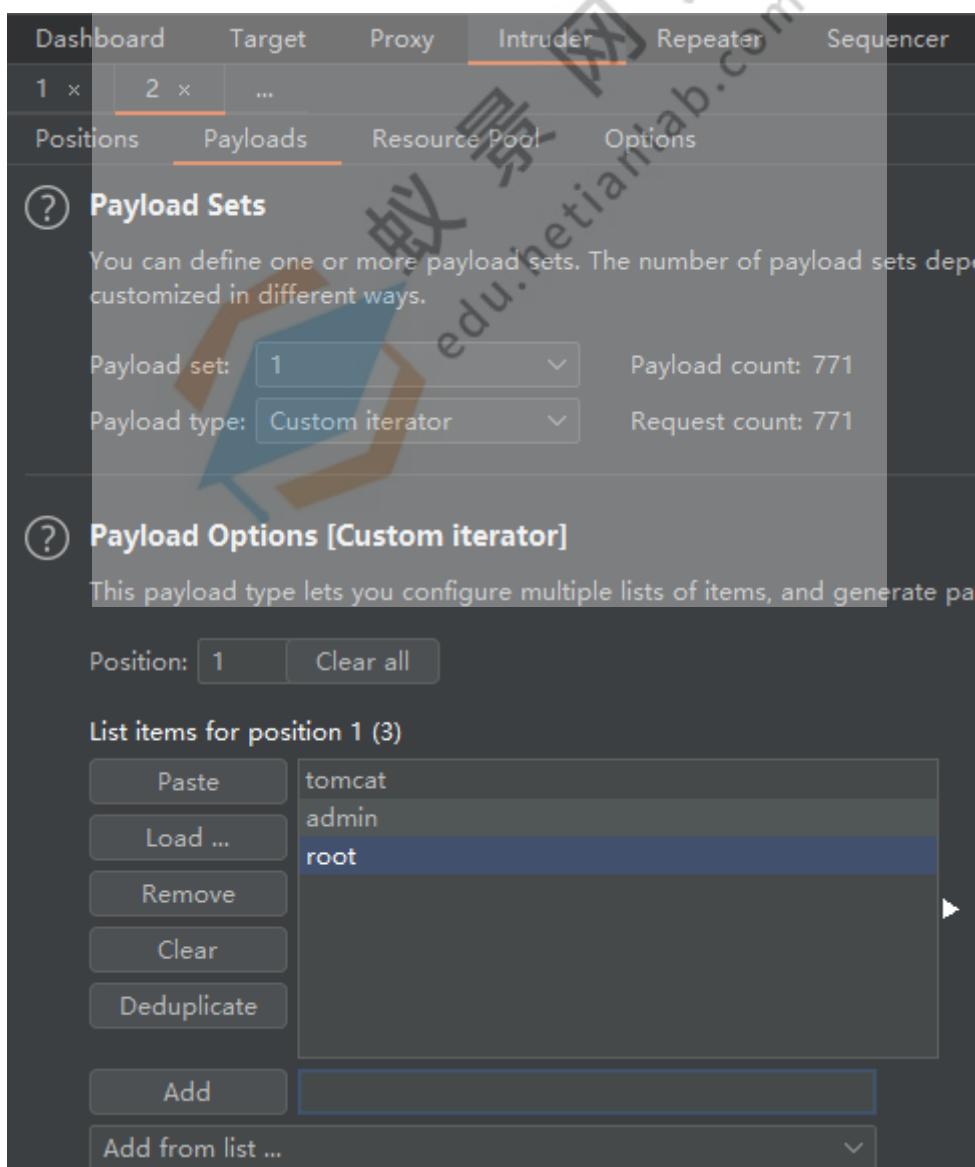 Dashboard Target Proxy Intruder Repeater Sequencer
1 × 2 × ...
Positions Payloads Resource Pool Options
蚁景网
edu.hetianlab.com
? Payload Sets
You can define one or more payload sets. The number of payload sets depe
customized in different ways.
Payload set: 1 Payload count: 771
Payload type: Custom iterator Request count: 771
? Payload Options [Custom iterator]
This payload type lets you configure multiple lists of items, and generate pa
Position: 1 Clear all
List items for position 1 (3)
Paste
tomcat
Load ...
admin
root
Remove
Clear
Deduplicate
Add
Add from list ...